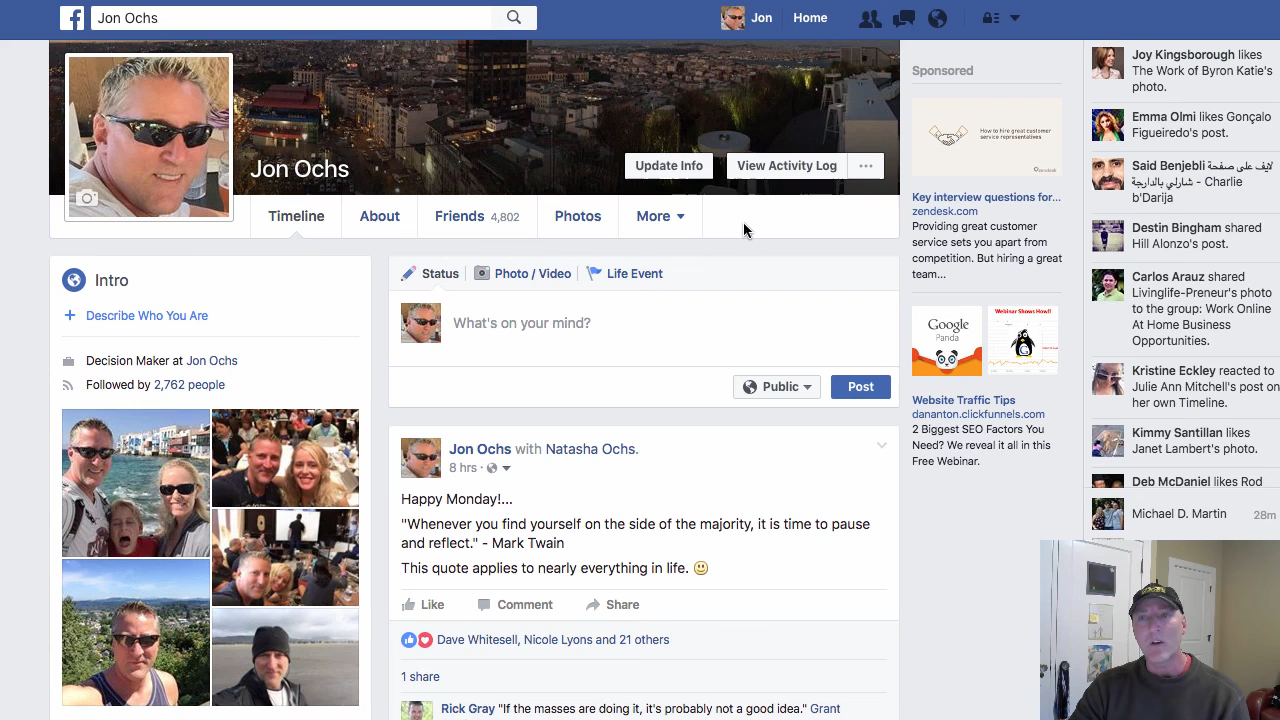 Jon Ochs
Jon
Home
Jon Ochs
Update Info
View Activity Log
Timeline
About
Friends 4,802
Photos
More
Intro
Describe Who You Are
Decision Maker at Jon Ochs
Followed by 2,762 people
Status
Photo / Video
Life Event
What's on your mind?
Public
Post
Jon Ochs with Natasha Ochs.
8 hrs ·
Happy Monday!...
"Whenever you find yourself on the side of the majority, it is time to pause
and reflect." - Mark Twain
This quote applies to nearly everything in life.
Like
Comment
Share
Dave Whitesell, Nicole Lyons and 21 others
1 share
Rick Gray "If the masses are doing it, it's probably not a good idea." Grant
Sponsored
How to hire great customer
service representatives
zendesk
Key interview questions for...
zendesk.com
Providing great customer
service sets you apart from
competition. But hiring a great
team...
Google
Panda
Webinar Shows How!!
Website Traffic Tips
dananton.clickfunnels.com
2 Biggest SEO Factors You
Need? We reveal it all in this
Free Webinar.
Joy Kingsborough likes
The Work of Byron Katie's
photo.
Emma Olmi likes Gonçalo
Figueiredo's post.
Said Benjebli لايف على صفحة
شارلي بالداريجة - Charlie
b'Darija
Destin Bingham shared
Hill Alonzo's post.
Carlos Arauz shared
Livinglife-Perez's photo
to the group: Work Online
At Home Business
Opportunities.
Kristine Eckley reacted to
Julie Ann Mitchell's post on
her own Timeline.
Kimmy Santillan likes
Janet Lambert's photo.
Deb McDaniel likes Rod
Michael D. Martin 28m